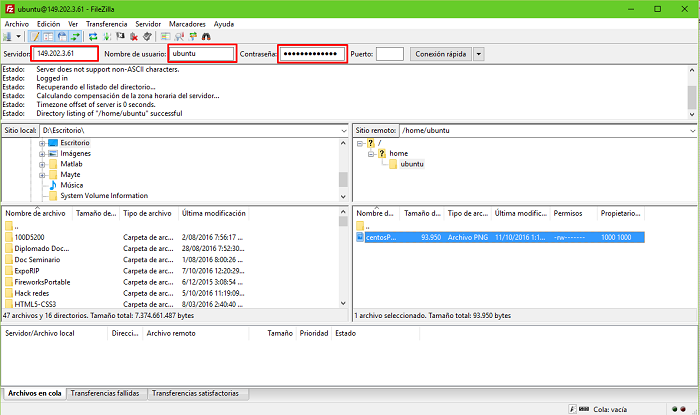 ubuntu@149.202.3.61 - FileZilla
Archivo Edición Ver Transferencia Servidor Marcadores Ayuda
Servidor: 149.202.3.61 Nombre de usuario: ubuntu Contraseña: ●●●●●●●●●●●●● Puerto: Conexión rápida
Estado: Server does not support non-ASCII characters.
Estado: Logged in
Estado: Recuperando el listado del directorio...
Estado: Calculando compensación de la zona horaria del servidor...
Estado: Timezone offset of server is 0 seconds.
Estado: Directory listing of "/home/ubuntu" successful
Sitio local: D:\Escritorio\
Escritorio
Imágenes
Matlab
Mayte
Música
System Volume Information
Sitio remoto: /home/ubuntu
/
home
ubuntu
Nombre de archivo Tamaño de... Tipo de archivo Última modificación
..
100D5200 Carpeta de arc... 2/08/2016 7:56:17 ...
Diplomado Doc... Carpeta de arc... 28/08/2016 7:52:30...
Doc Seminario Carpeta de arc... 1/08/2016 8:00:26 ...
ExpoRIP Carpeta de arc... 7/10/2016 12:20:29...
FireworksPortable Carpeta de arc... 6/12/2015 3:08:54 ...
Hack redes Carpeta de arc... 5/10/2016 11:19:09...
HTML5-CSS3 Carpeta de arc... 8/03/2016 2:40:40 ...
47 archivos y 16 directorios. Tamaño total: 7.374.661.487 bytes
Nombre d... Tamaño d... Tipo de arc... Última modific... Permisos Propietario...
..
centosP... 93.950 Archivo PNG 11/10/2016 1:1... -rw------- 1000 1000
1 archivo seleccionado. Tamaño total: 93.950 bytes
Servidor/Archivo local Direcci... Archivo remoto Tamaño Prioridad Estado
Archivos en cola Transferencias fallidas Transferencias satisfactorias
Cola: vacía